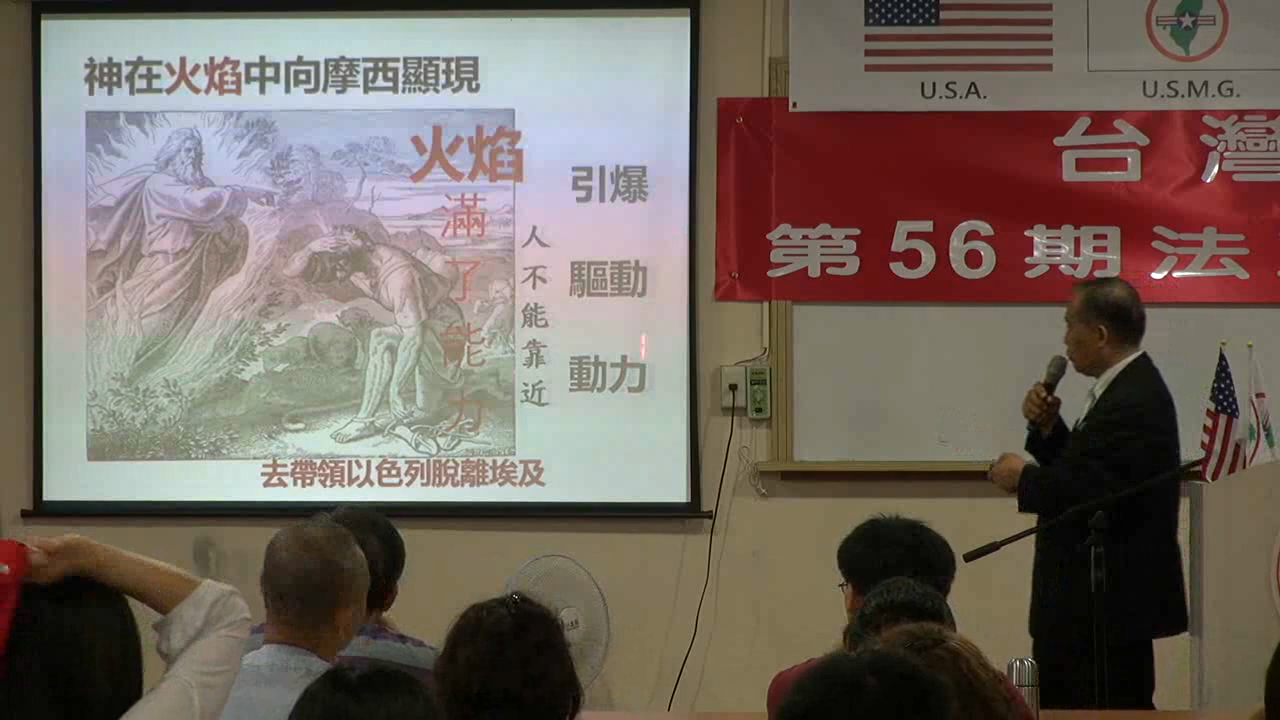 神在火焰中向摩西顯現
火焰
滿了能力
人不能靠近
引爆
驅動
動力
去帶領以色列脫離埃及
U.S.A.
U.S.M.G.
台灣
第56期法